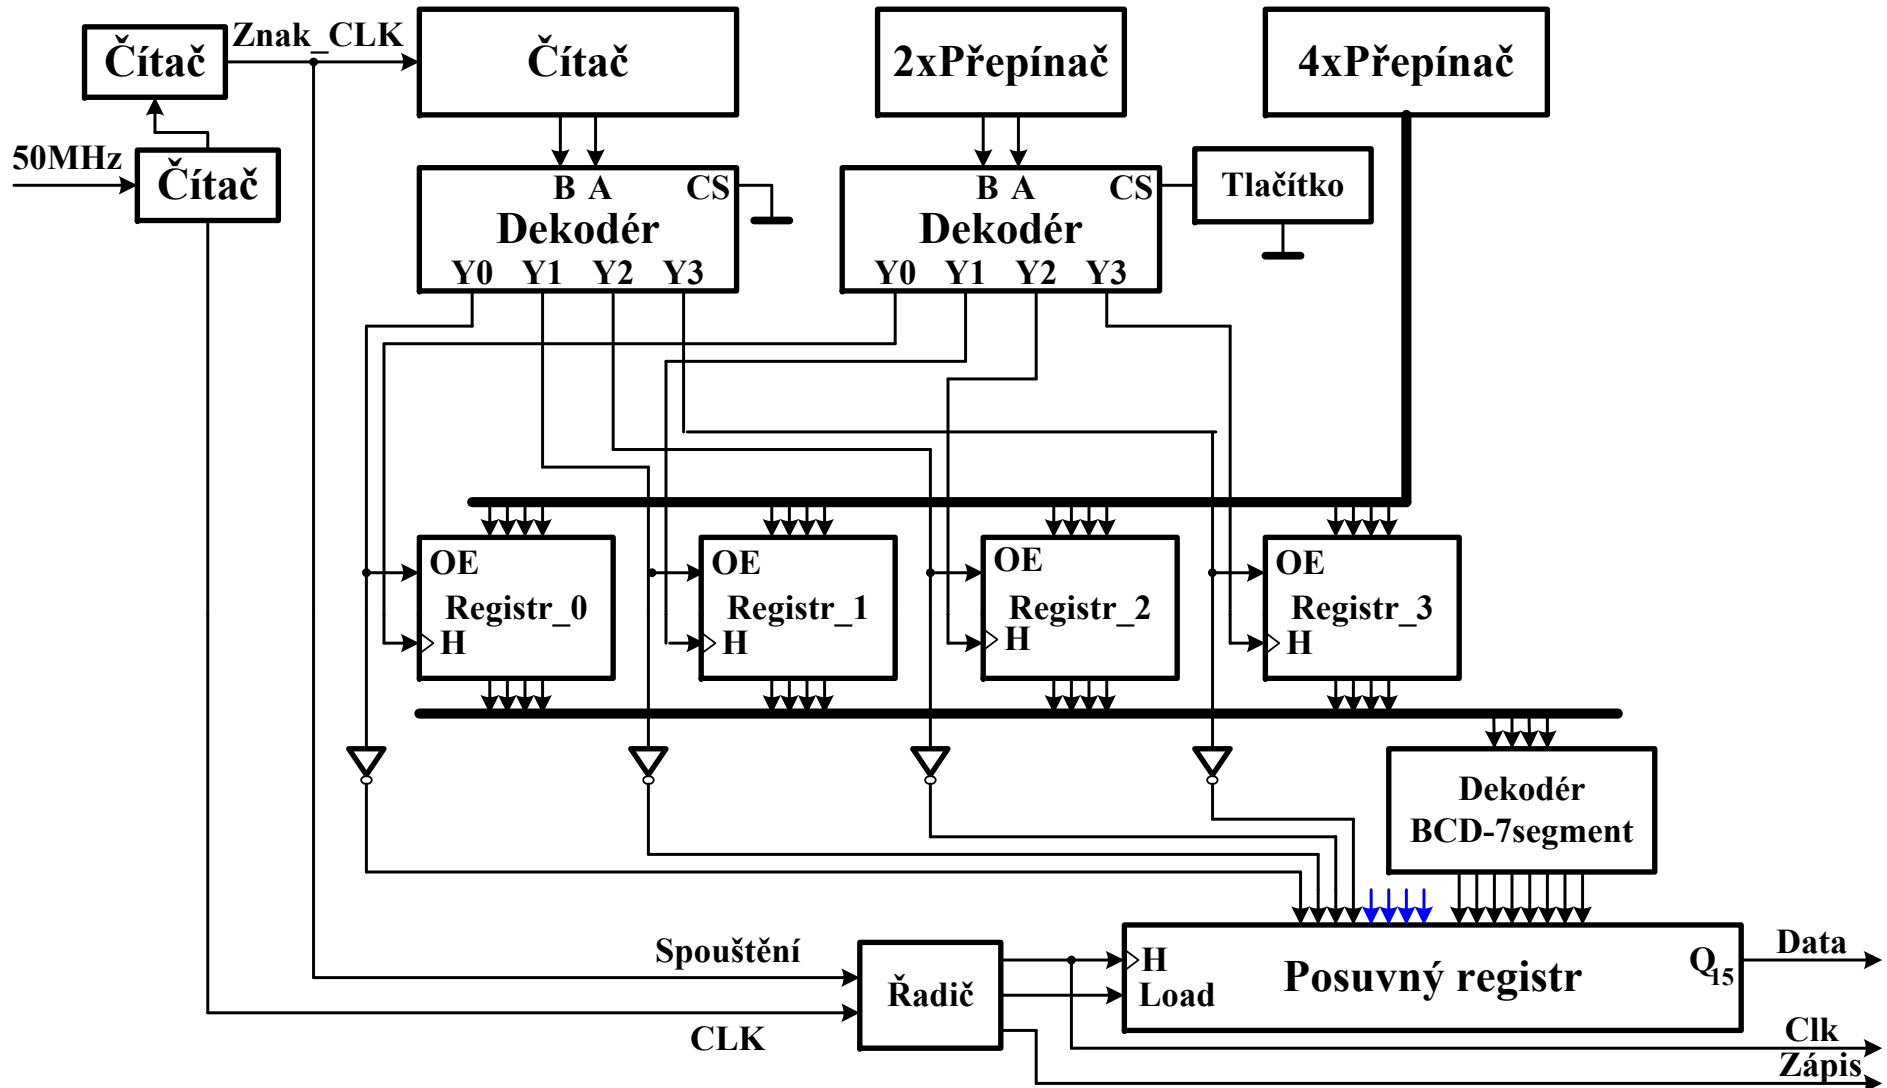 Znak_CLK
Čítač
Čítač
2xPřepínač
4xPřepínač
50MHz
Čítač
B A CS
Dekodér
Y0 Y1 Y2 Y3
B A CS
Dekodér
Y0 Y1 Y2 Y3
Tlačítko
OE
Registr_0
H
OE
Registr_1
H
OE
Registr_2
H
OE
Registr_3
H
Dekodér
BCD-7segment
Spouštění
CLK
Řadič
H
Load
Posuvný registr
Q15
Data
Clk
Zápis